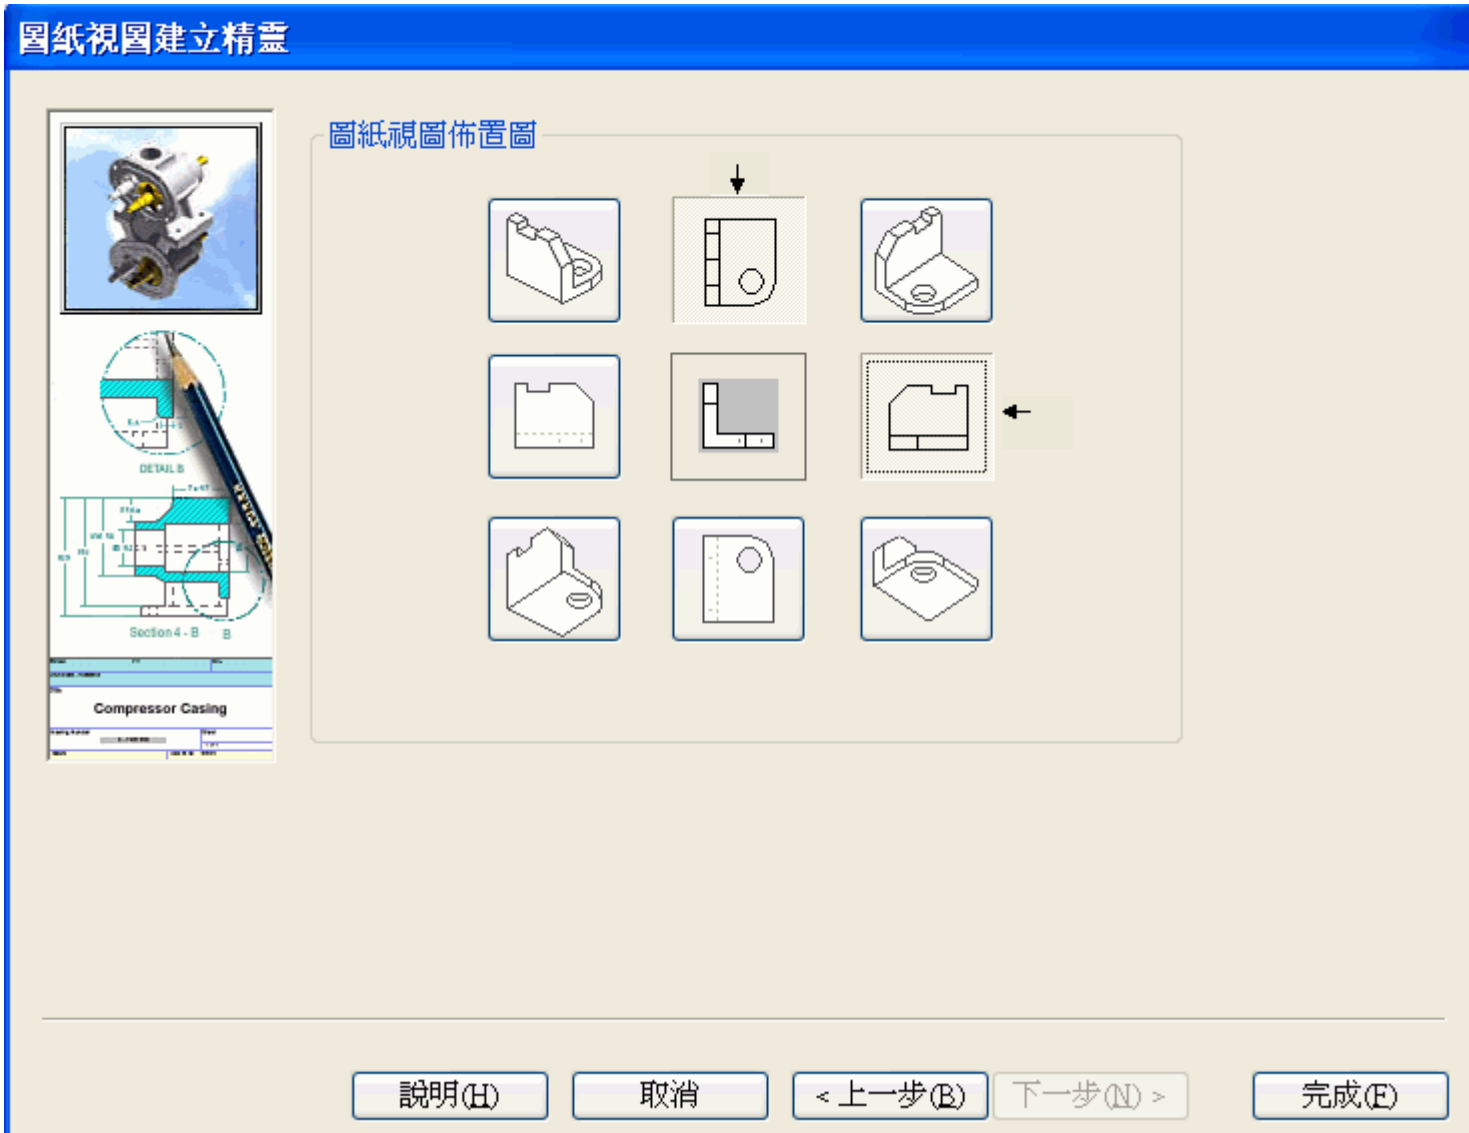 圖紙視圖建立精靈
圖紙視圖佈置圖
DETAIL B
Section 4 - B
B
Compressor Casing
說明(H)
取消
< 上一步(B)
下一步(N) >
完成(F)